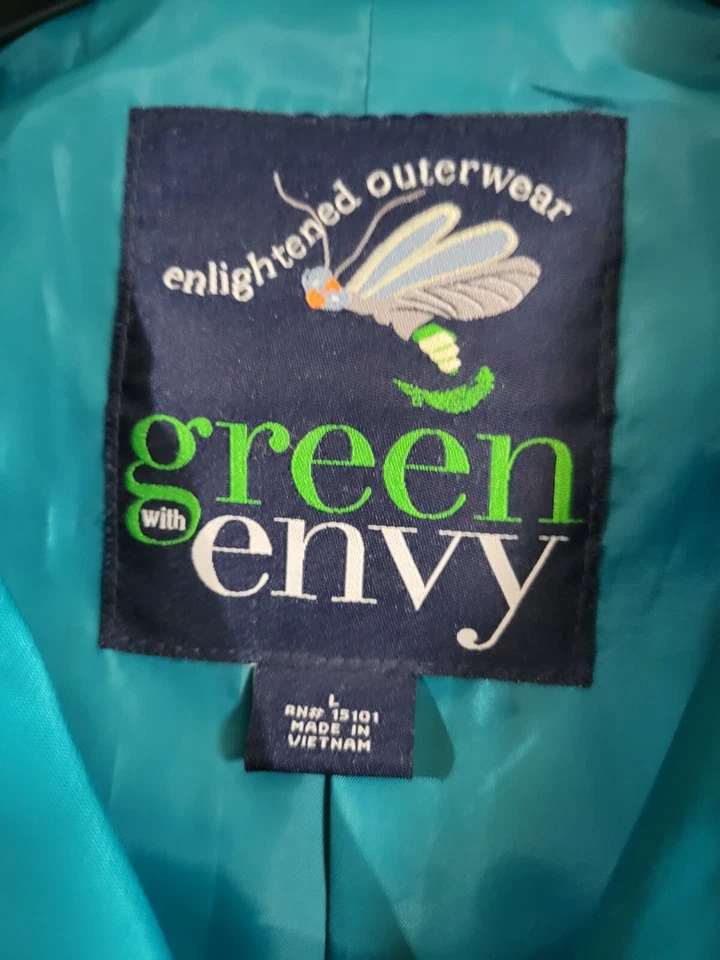 enlightened outerwear
green
with envy
L
RN# 15101
MADE IN
VIETNAM